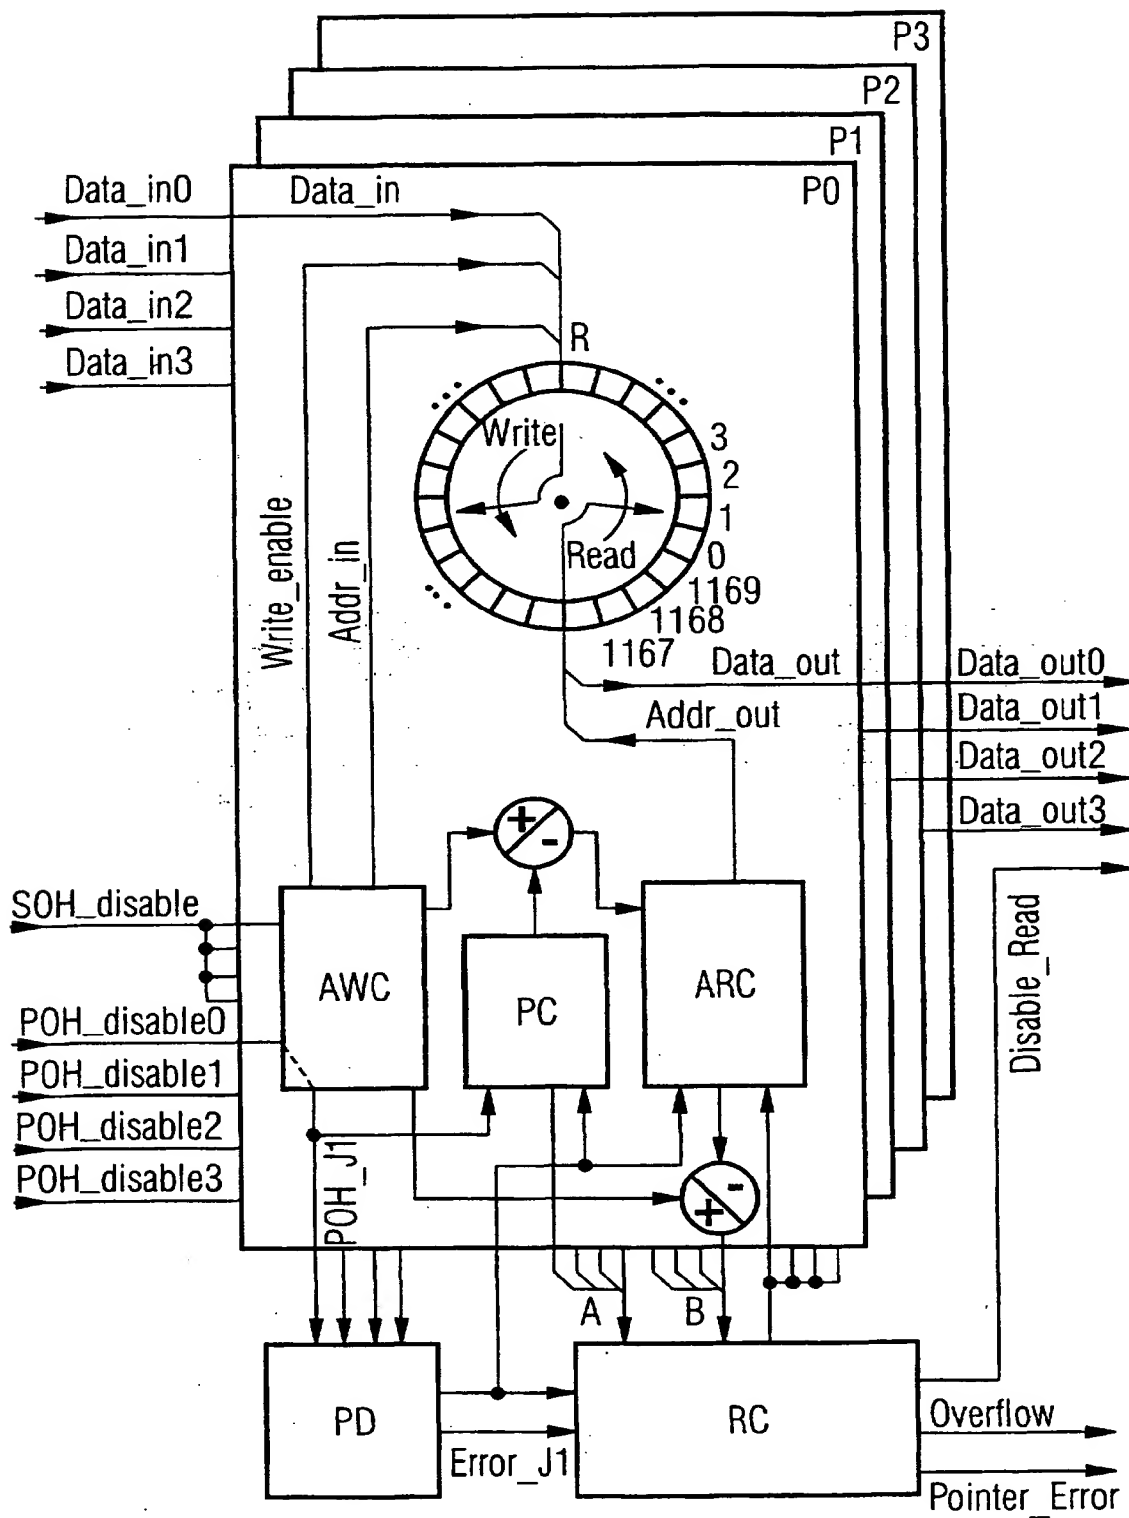 P3
P2
P1
P0
Data_in0
Data_in
Data_in1
Data_in2
Data_in3
R
Write
Read
3
2
1
0
1169
1168
1167
Write_enable
Addr_in
Data_out
Data_out0
Addr_out
Data_out1
Data_out2
Data_out3
+
-
SOH_disable
AWC
PC
ARC
Disable_Read
POH_disable0
POH_disable1
POH_disable2
POH_disable3
POH_J1
-
+
A
B
PD
RC
Error_J1
Overflow
Pointer_Error